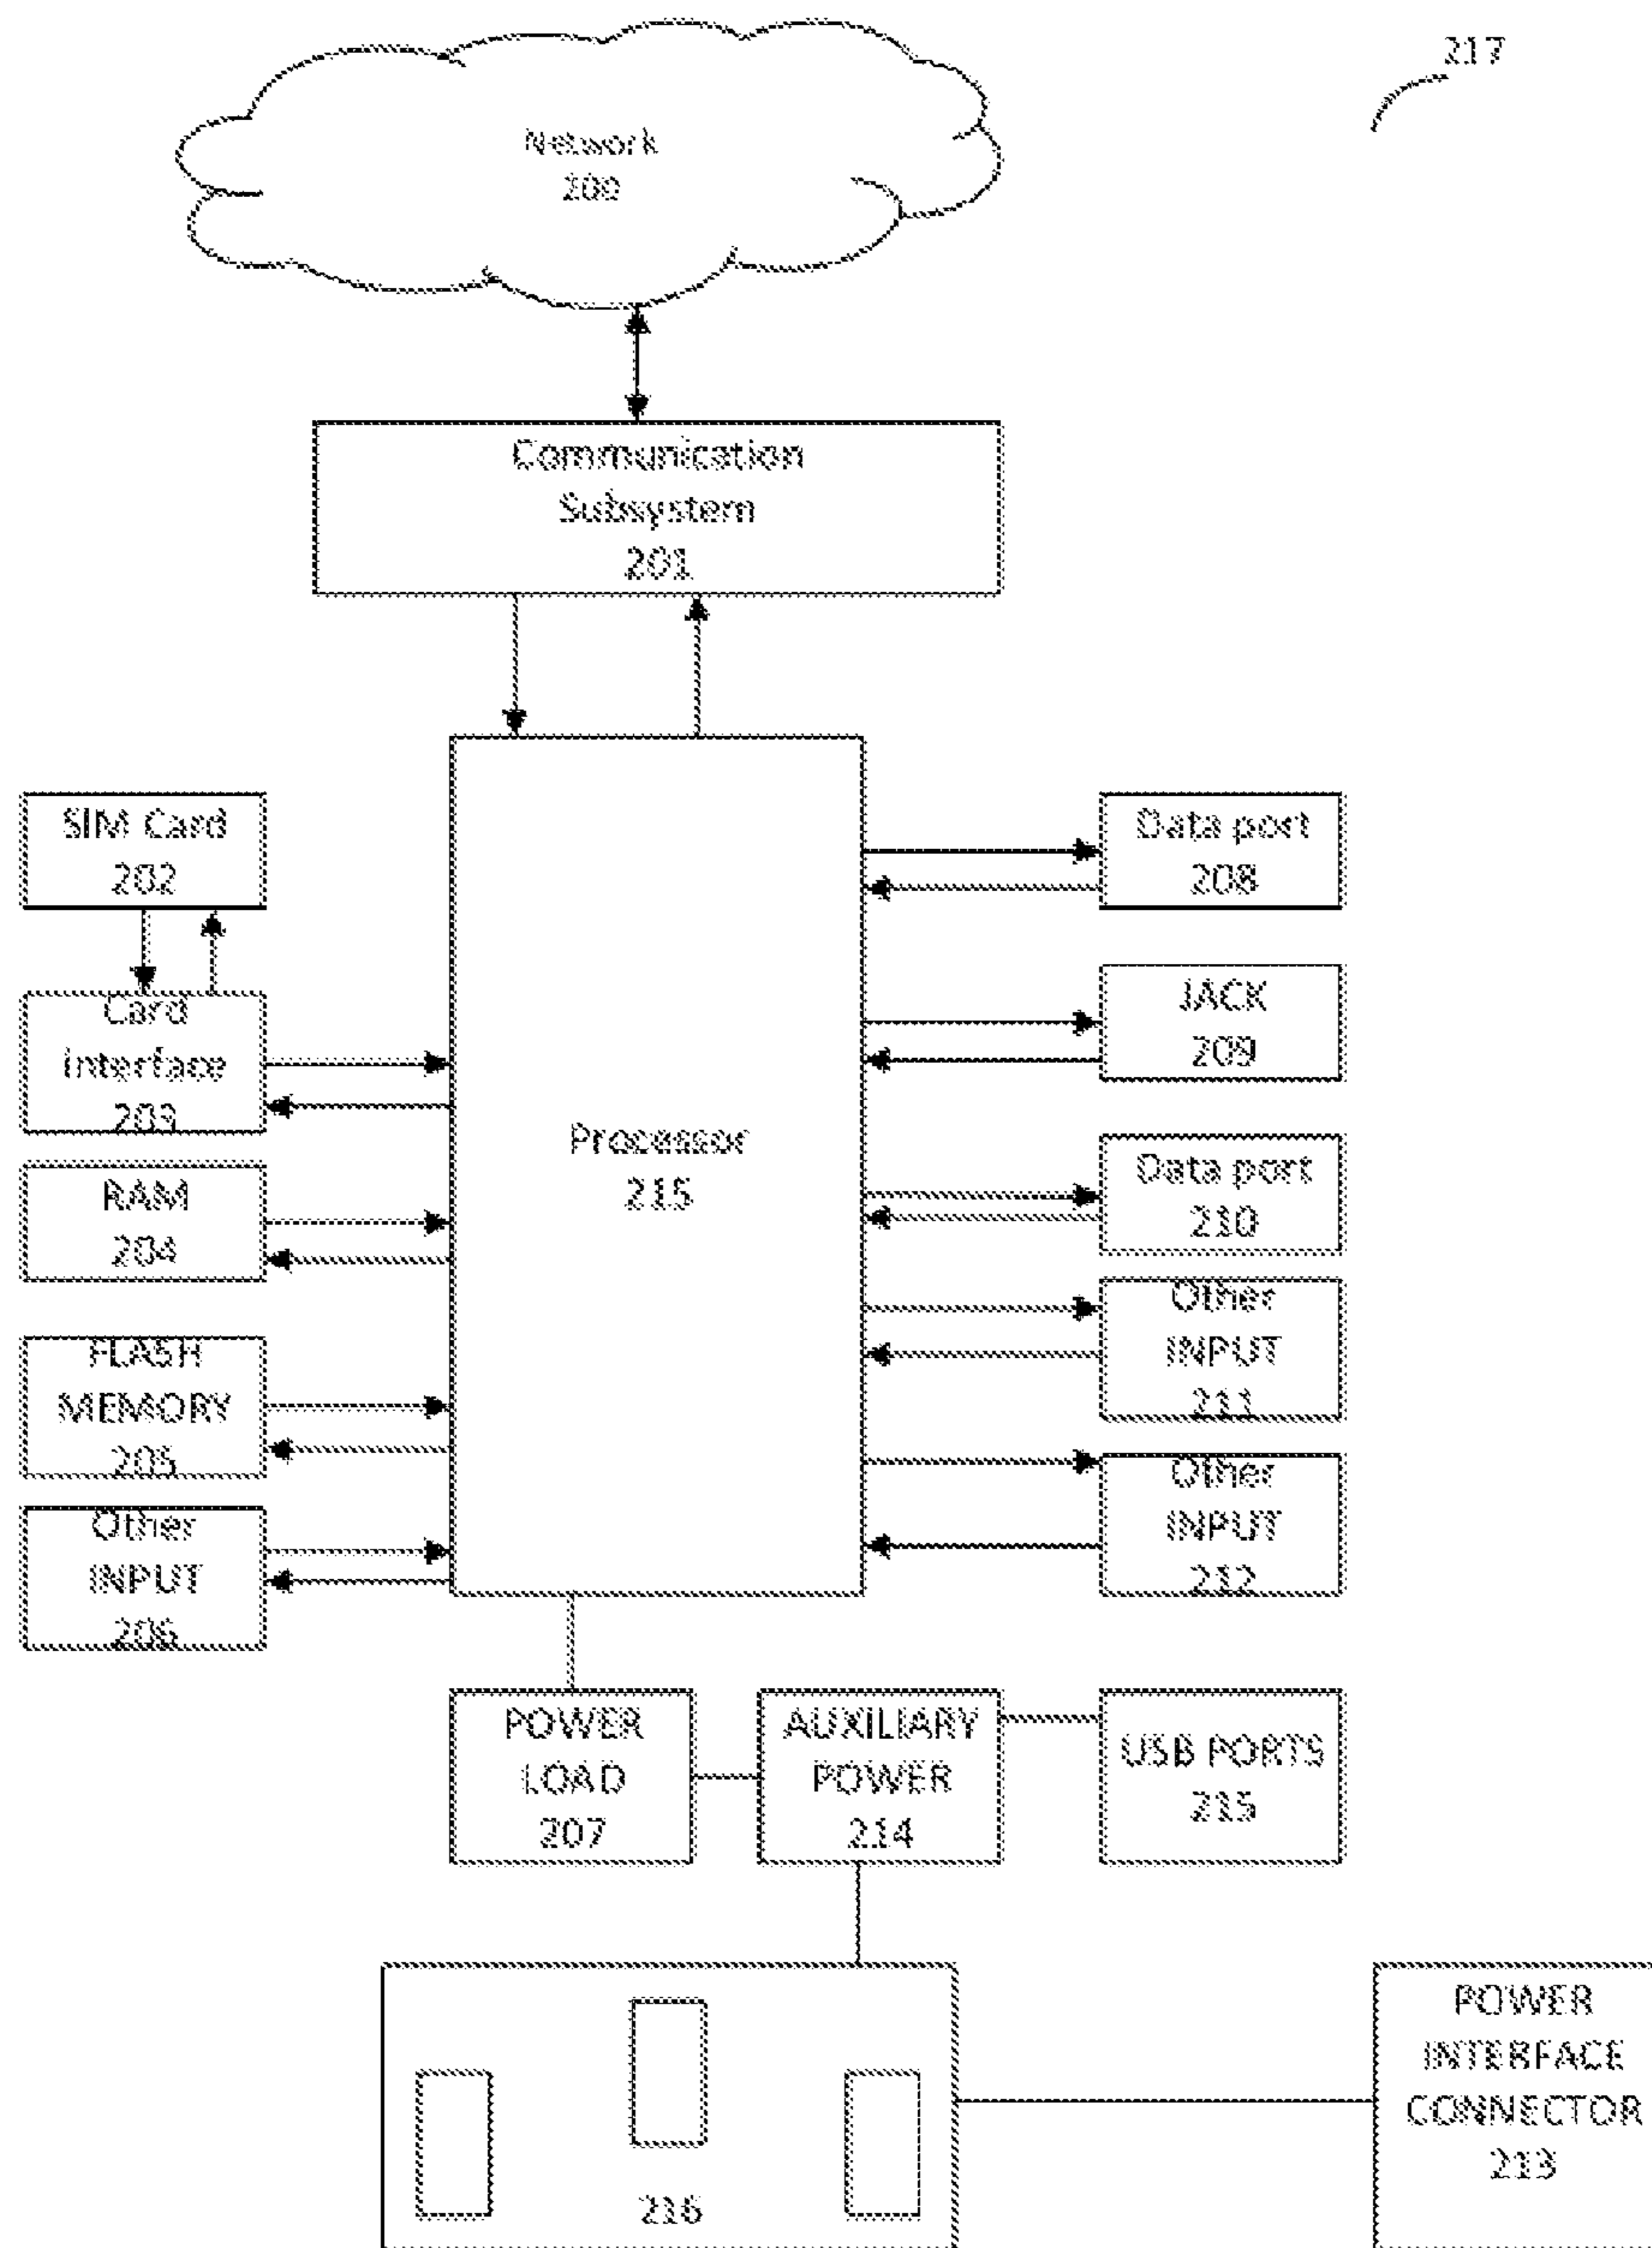 217
Network
200
Communication
Subsystem
201
SIM Card
202
Card
interface
203
RAM
204
FLASH
MEMORY
205
Other
INPUT
206
Processor
215
Data port
208
JACK
209
Data port
210
Other
INPUT
211
Other
INPUT
212
POWER
LOAD
207
AUXILIARY
POWER
214
USB PORTS
215
216
POWER
INTERFACE
CONNECTOR
213